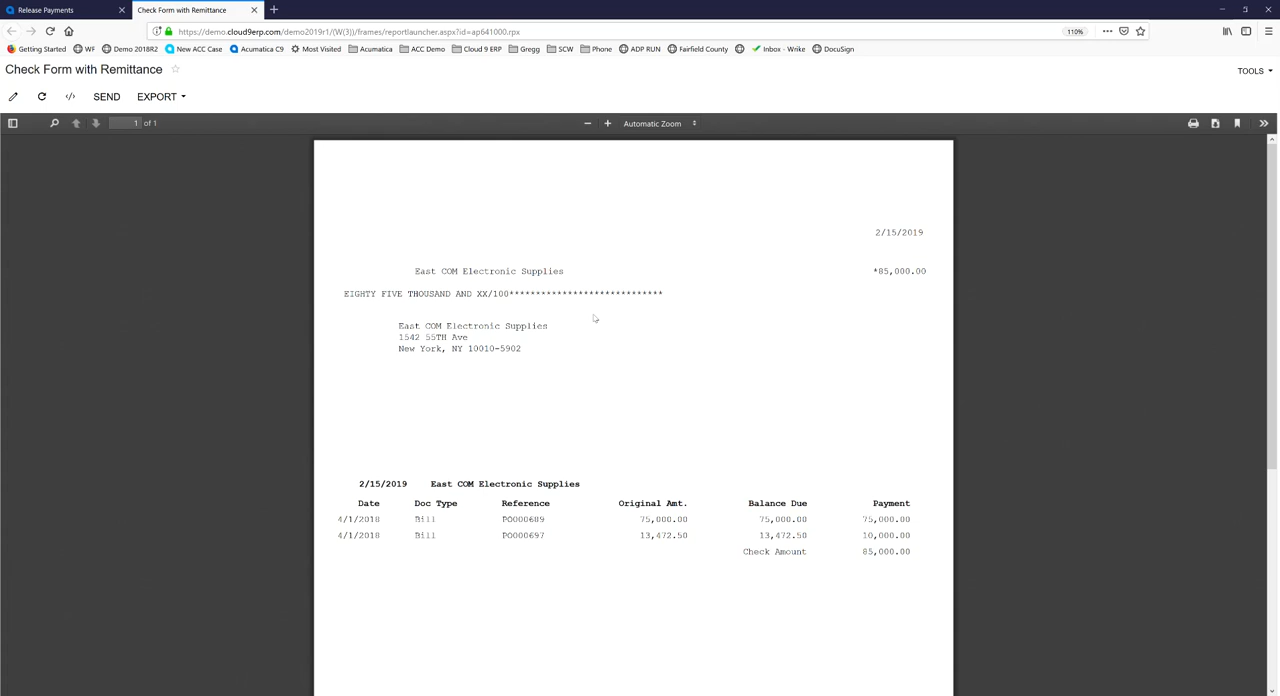 Release Payments
Check Form with Remittance
https://demo.cloud9erp.com/demo2019r1/(W(3))/frames/reportlauncher.aspx?id=ap641000.rpx
110%
Getting Started WF Demo 2018R2 New ACC Case Acumatica C9 Most Visited Acumatica ACC Demo Cloud 9 ERP Gregg SCW Phone ADP RUN Fairfield County Inbox - Wrike DocuSign
Check Form with Remittance
TOOLS
SEND EXPORT
1 of 1 Automatic Zoom
2/15/2019
East COM Electronic Supplies *85,000.00
EIGHTY FIVE THOUSAND AND XX/100*****************************
East COM Electronic Supplies
1542 55TH Ave
New York, NY 10010-5902
2/15/2019 East COM Electronic Supplies
Date Doc Type Reference Original Amt. Balance Due Payment
4/1/2018 Bill PO000689 75,000.00 75,000.00 75,000.00
4/1/2018 Bill PO000697 13,472.50 13,472.50 10,000.00
Check Amount 85,000.00